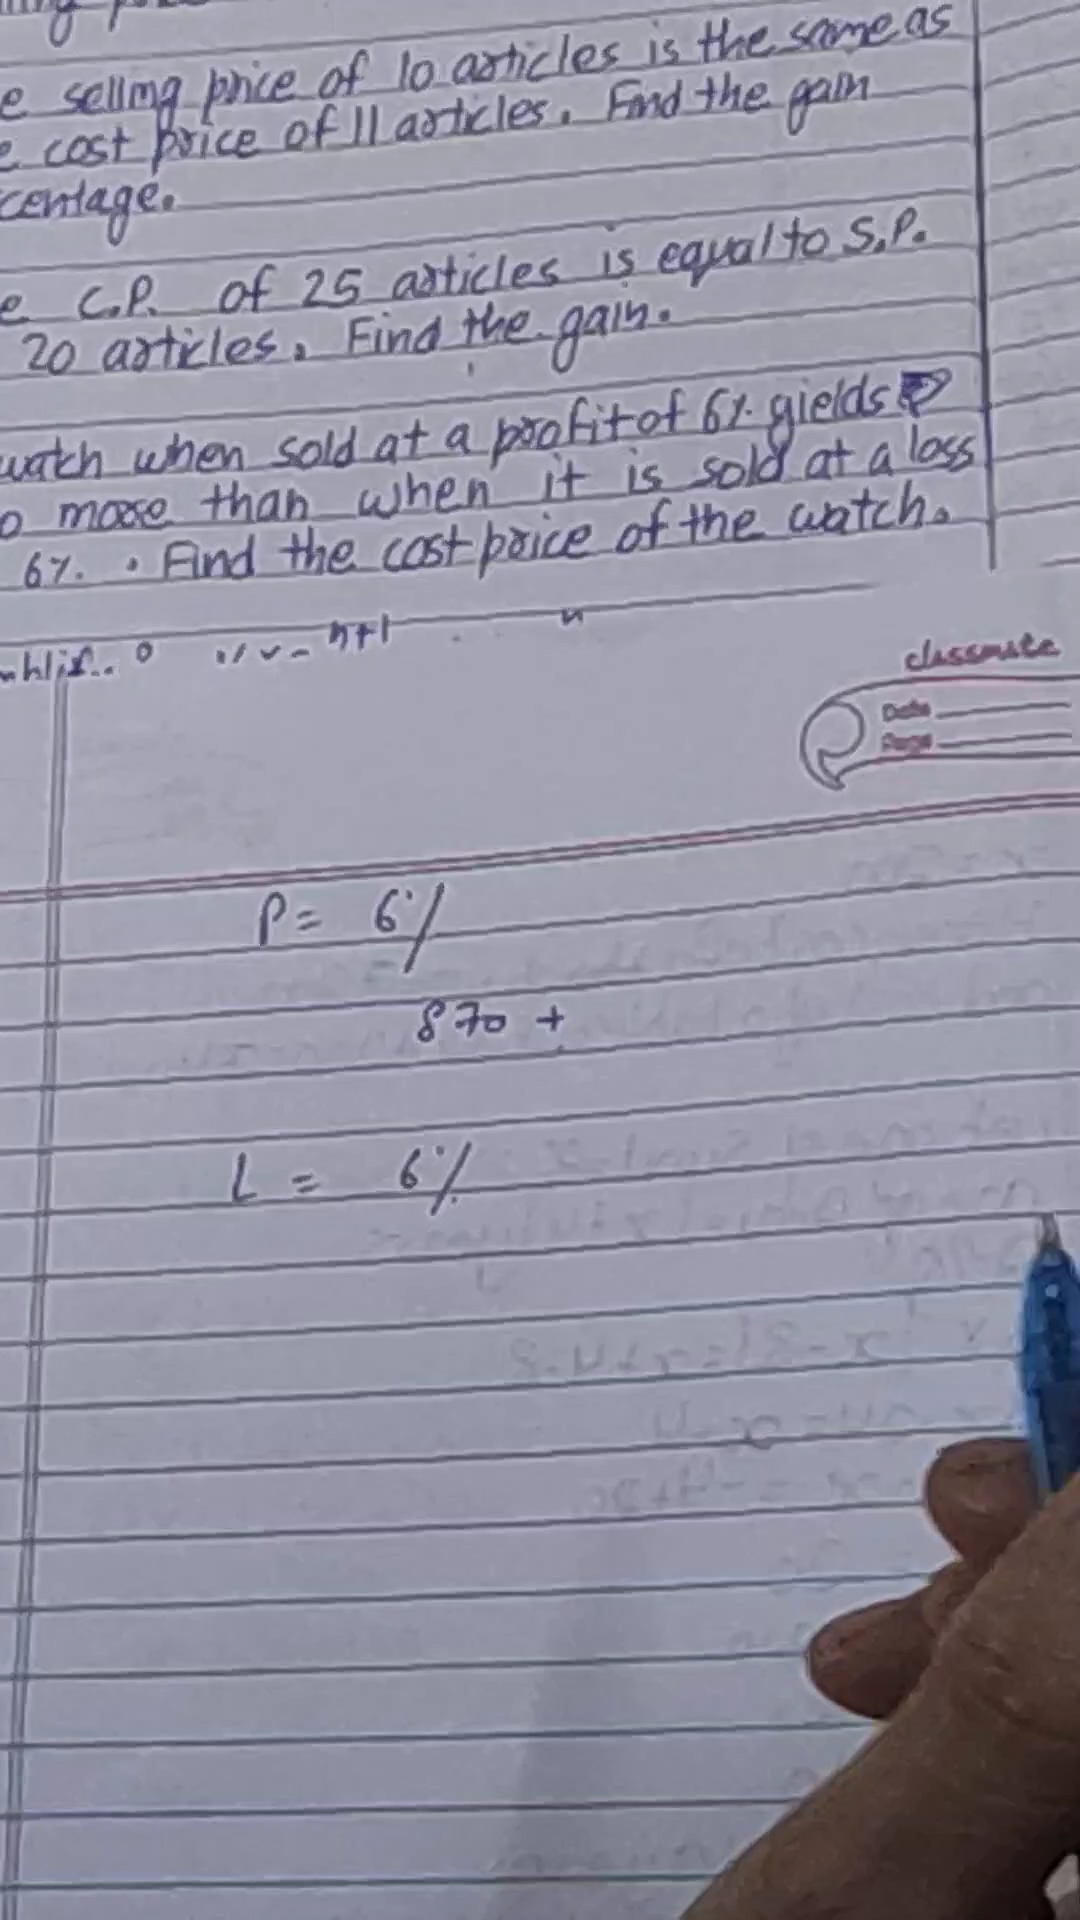 e selling price of 10 articles is the same as
e cost price of 11 articles. Find the gain
centage.
e C.P. of 25 articles is equal to S.P.
20 articles. Find the gain.
watch when sold at a profit of 6% yields
0 more than when it is sold at a loss
6%. Find the cost price of the watch.
n+1 n
classmate
Date
Page
P = 6%
870 +
L = 6%